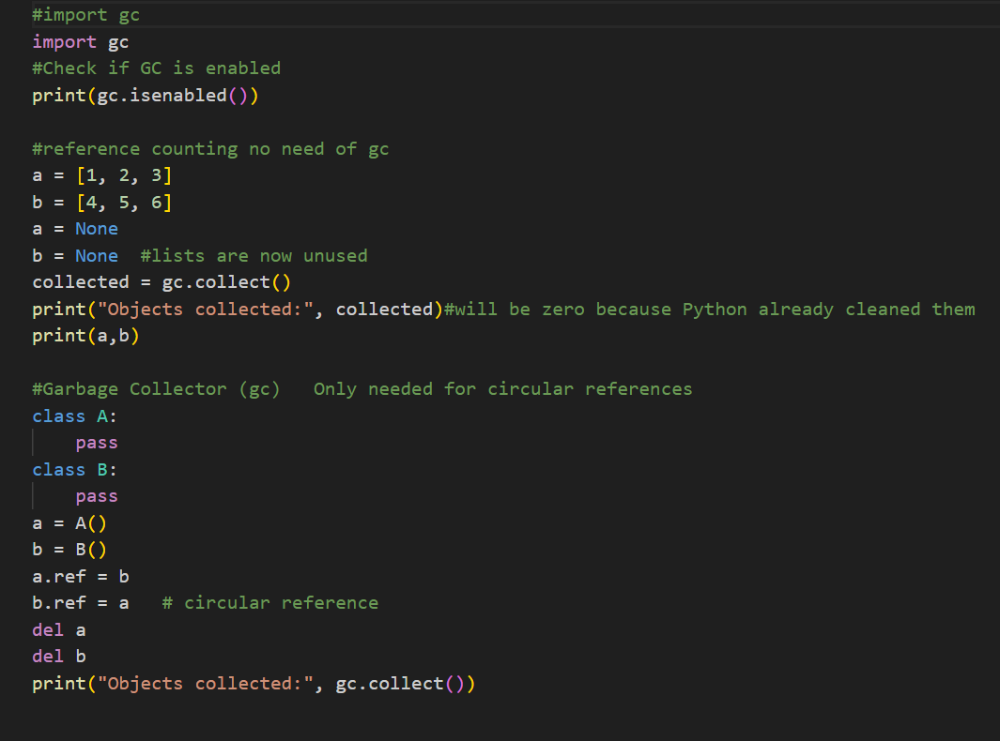 #import gc
import gc
#Check if GC is enabled
print(gc.isenabled())
#reference counting no need of gc
a = [1, 2, 3]
b = [4, 5, 6]
a = None
b = None  #lists are now unused
collected = gc.collect()
print("Objects collected:", collected)#will be zero because Python already cleaned them
print(a,b)
#Garbage Collector (gc)   Only needed for circular references
class A:
    pass
class B:
    pass
a = A()
b = B()
a.ref = b
b.ref = a   # circular reference
del a
del b
print("Objects collected:", gc.collect())